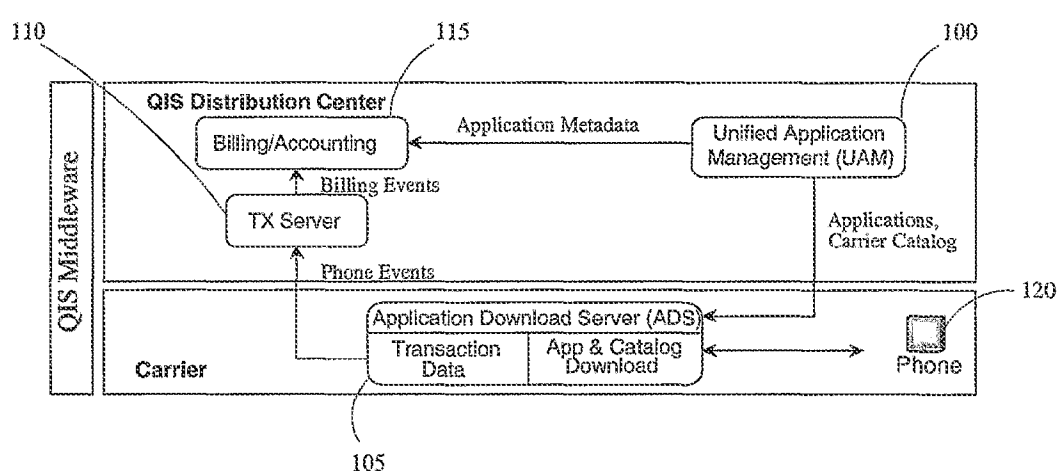 110
115
100
QIS Middleware
QIS Distribution Center
Billing/Accounting
Application Metadata
Unified Application
Management (UAM)
Billing Events
TX Server
Applications,
Carrier Catalog
Phone Events
120
Application Download Server (ADS)
Transaction
Data
App & Catalog
Download
Phone
Carrier
105